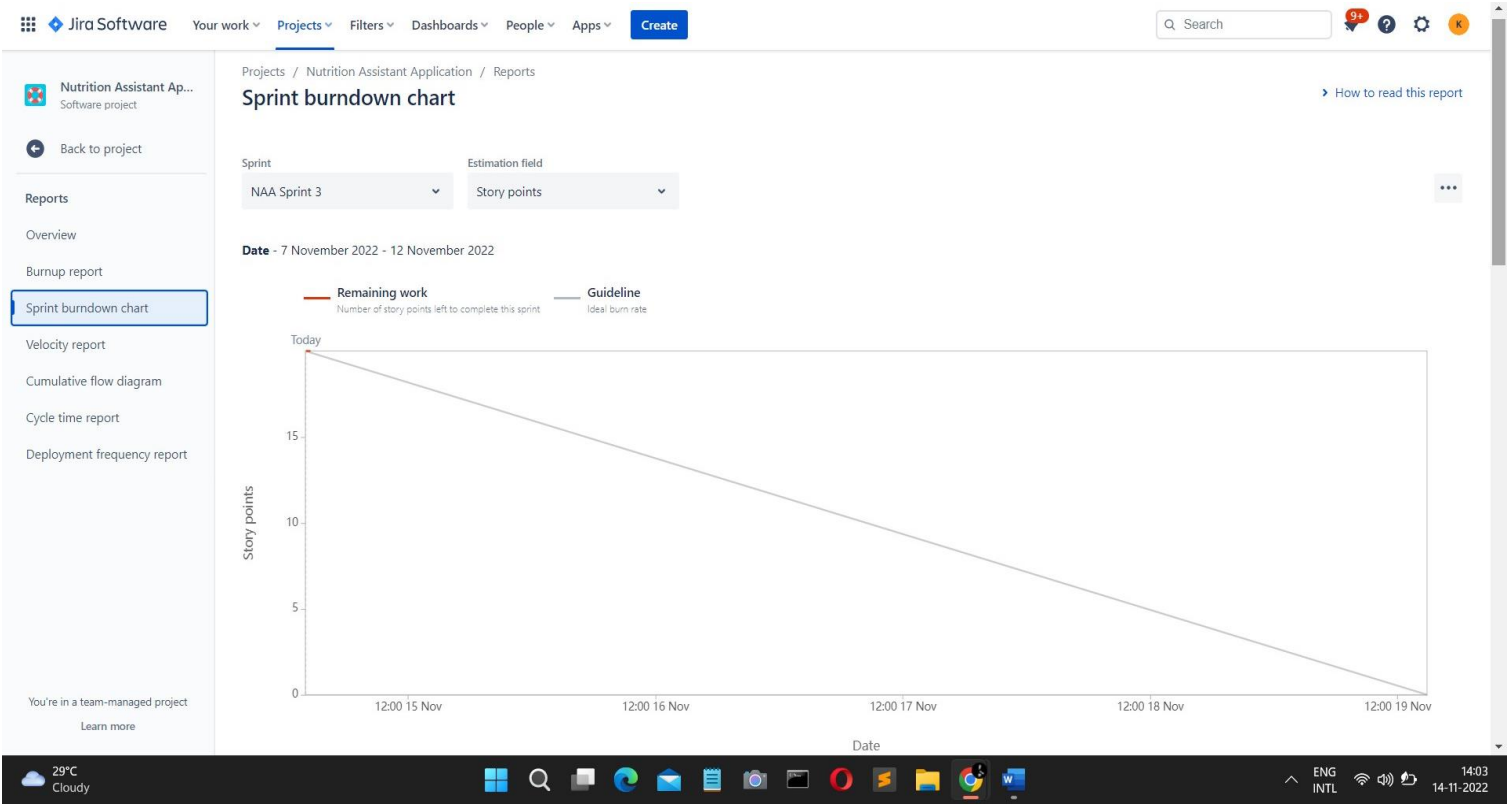 Jira Software Your work Projects Filters Dashboards People Apps Create Search 9+ K
Nutrition Assistant Ap...
Software project
Back to project
Reports
Overview
Burnup report
Sprint burndown chart
Velocity report
Cumulative flow diagram
Cycle time report
Deployment frequency report
You're in a team-managed project
Learn more
Projects / Nutrition Assistant Application / Reports
Sprint burndown chart
How to read this report
Sprint Estimation field
NAA Sprint 3 Story points
Date - 7 November 2022 - 12 November 2022
Remaining work Guideline
Number of story points left to complete this sprint Ideal burn rate
Today
15
10
5
0
Story points
12:00 15 Nov 12:00 16 Nov 12:00 17 Nov 12:00 18 Nov 12:00 19 Nov
Date
29°C
Cloudy
ENG
INTL
14:03
14-11-2022